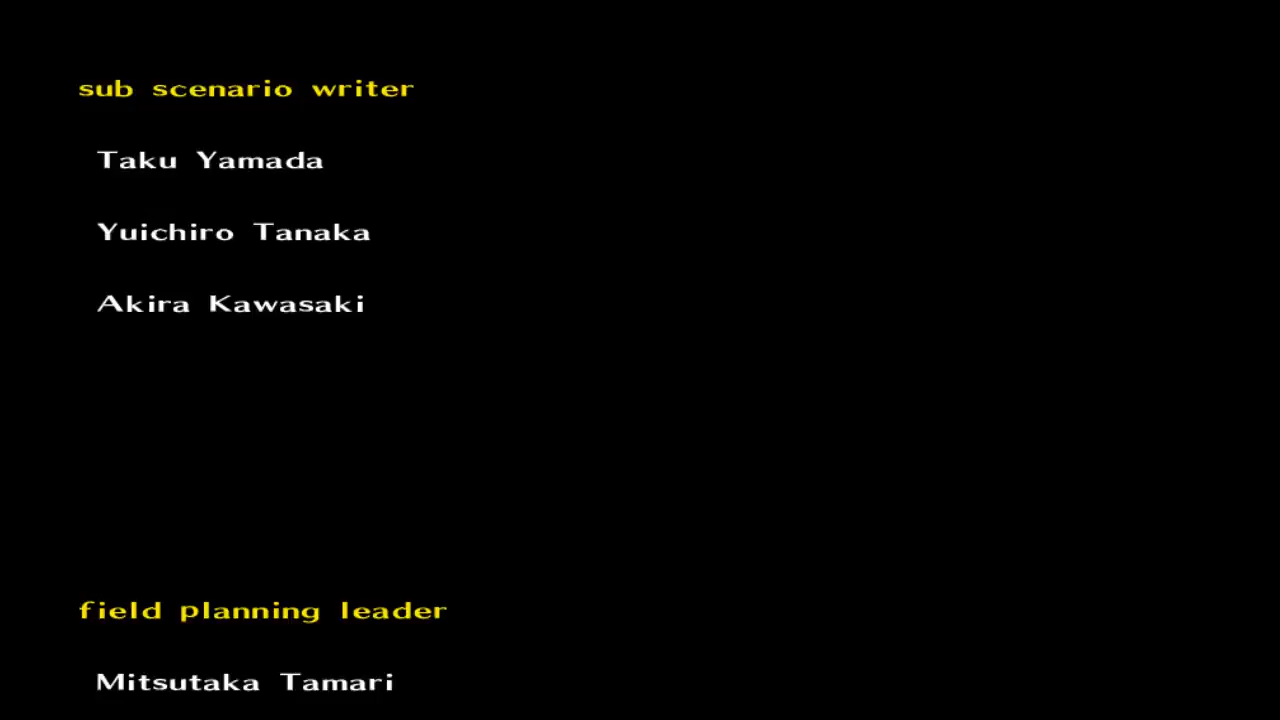 sub scenario writer
Taku Yamada
Yuichiro Tanaka
Akira Kawasaki
field planning leader
Mitsutaka Tamari